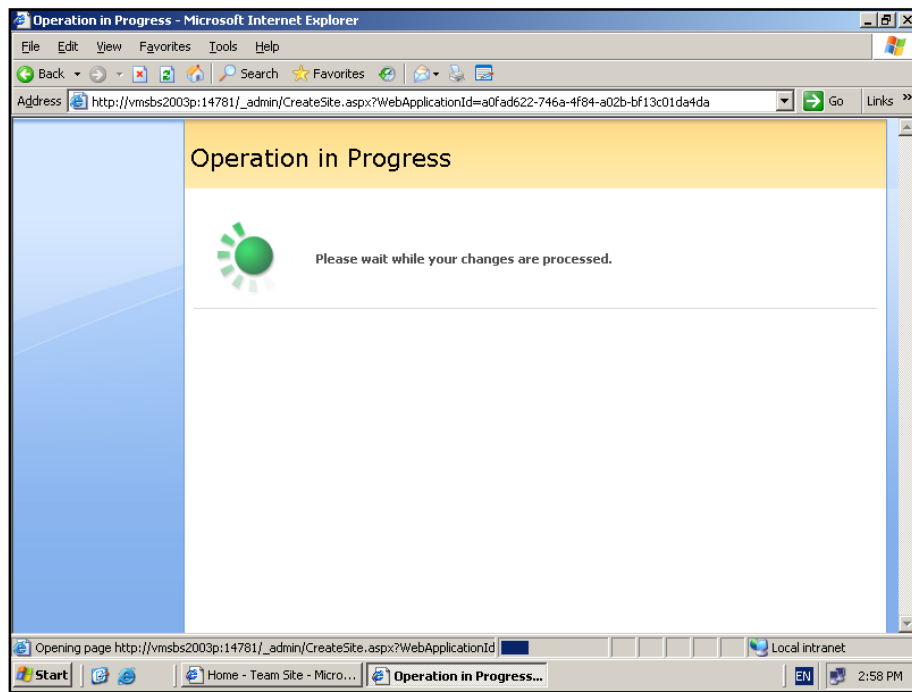 Operation in Progress - Microsoft Internet Explorer
File Edit View Favorites Tools Help
Back Search Favorites
Address http://vmsbs2003p:14781/_admin/CreateSite.aspx?WebApplicationId=a0fad622-746a-4f84-a02b-bf13c01da4da Go Links »
Operation in Progress
Please wait while your changes are processed.
Opening page http://vmsbs2003p:14781/_admin/CreateSite.aspx?WebApplicationId Local intranet
Start Home - Team Site - Micro... Operation in Progress... EN 2:58 PM